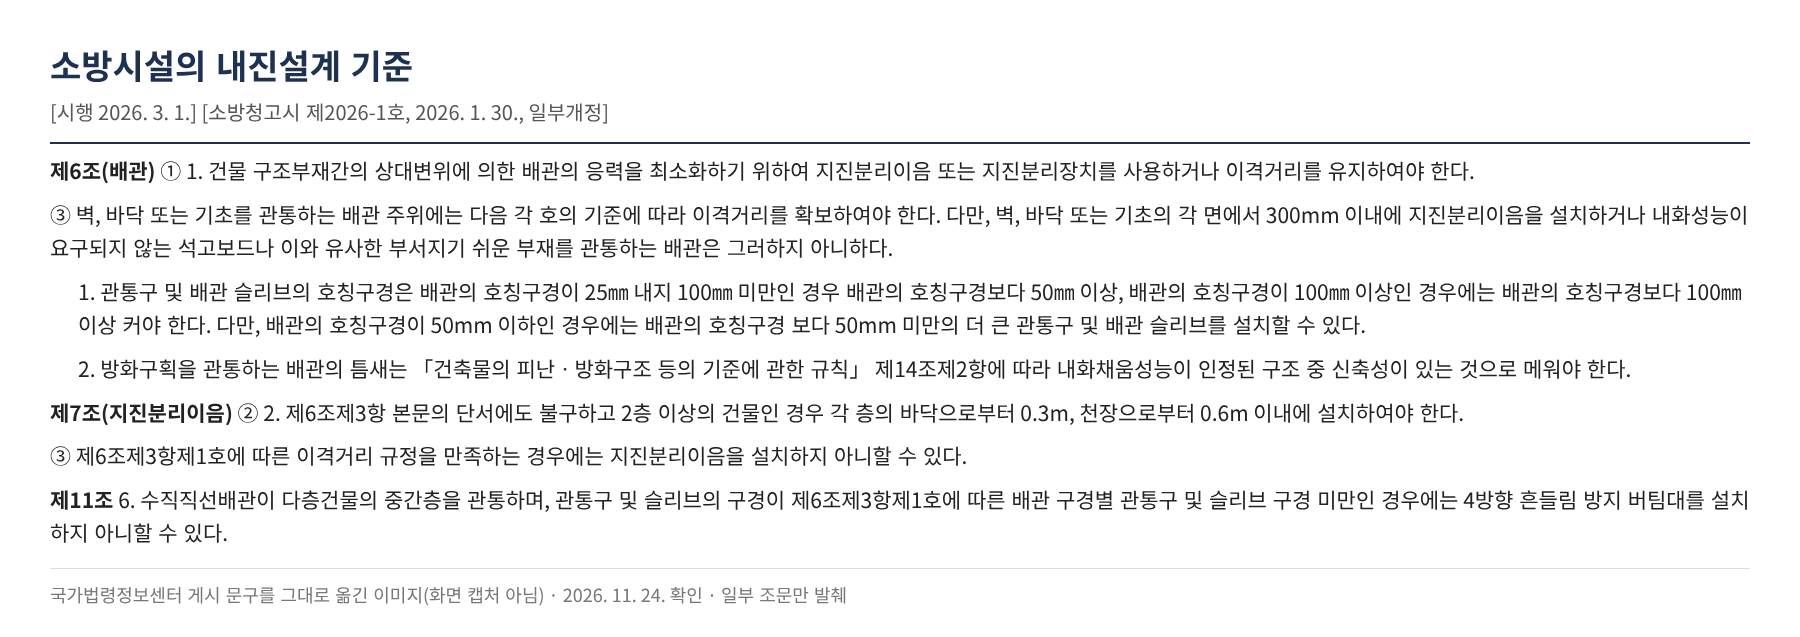 소방시설의 내진설계 기준
[시행 2026. 3. 1.] [소방청고시 제2026-1호, 2026. 1. 30., 일부개정]
제6조(배관) ① 1. 건물 구조부재간의 상대변위에 의한 배관의 응력을 최소화하기 위하여 지진분리이음 또는 지진분리장치를 사용하거나 이격거리를 유지하여야 한다.
③ 벽, 바닥 또는 기초를 관통하는 배관 주위에는 다음 각 호의 기준에 따라 이격거리를 확보하여야 한다. 다만, 벽, 바닥 또는 기초의 각 면에서 300mm 이내에 지진분리이음을 설치하거나 내화성능이
요구되지 않는 석고보드나 이와 유사한 부서지기 쉬운 부재를 관통하는 배관은 그러하지 아니하다.
1. 관통구 및 배관 슬리브의 호칭구경은 배관의 호칭구경이 25㎜ 내지 100㎜ 미만인 경우 배관의 호칭구경보다 50㎜ 이상, 배관의 호칭구경이 100㎜ 이상인 경우에는 배관의 호칭구경보다 100㎜
이상 커야 한다. 다만, 배관의 호칭구경이 50mm 이하인 경우에는 배관의 호칭구경 보다 50mm 미만의 더 큰 관통구 및 배관 슬리브를 설치할 수 있다.
2. 방화구획을 관통하는 배관의 틈새는 「건축물의 피난ㆍ방화구조 등의 기준에 관한 규칙」 제14조제2항에 따라 내화채움성능이 인정된 구조 중 신축성이 있는 것으로 메워야 한다.
제7조(지진분리이음) ② 2. 제6조제3항 본문의 단서에도 불구하고 2층 이상의 건물인 경우 각 층의 바닥으로부터 0.3m, 천장으로부터 0.6m 이내에 설치하여야 한다.
③ 제6조제3항제1호에 따른 이격거리 규정을 만족하는 경우에는 지진분리이음을 설치하지 아니할 수 있다.
제11조 6. 수직직선배관이 다층건물의 중간층을 관통하며, 관통구 및 슬리브의 구경이 제6조제3항제1호에 따른 배관 구경별 관통구 및 슬리브 구경 미만인 경우에는 4방향 흔들림 방지 버팀대를 설치
하지 아니할 수 있다.
국가법령정보센터 게시 문구를 그대로 옮긴 이미지(화면 캡처 아님) · 2026. 11. 24. 확인 · 일부 조문만 발췌